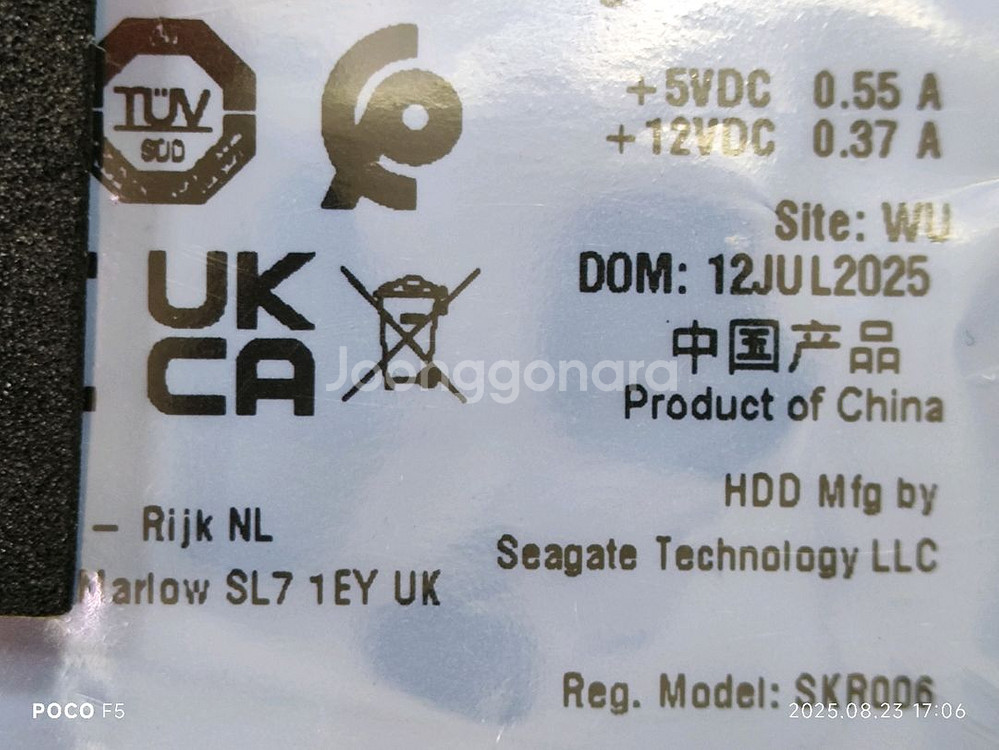 TÜV
SÜD
+5VDC 0.55 A
+12VDC 0.37 A
Site: WU
DOM: 12JUL2025
UK
CA
中国产品
Joonggonara
Product of China
HDD Mfg by
– Rijk NL
Seagate Technology LLC
Marlow SL7 1EY UK
Reg. Model: SKR006
POCO F5
2025.08.23 17:06